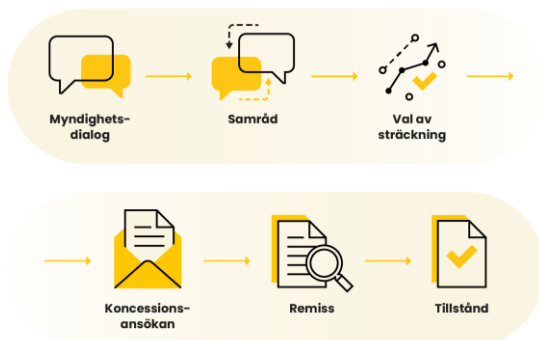 Myndighets-
dialog
Samråd
Val av
sträckning
Koncessions-
ansökan
Remiss
Tillstånd